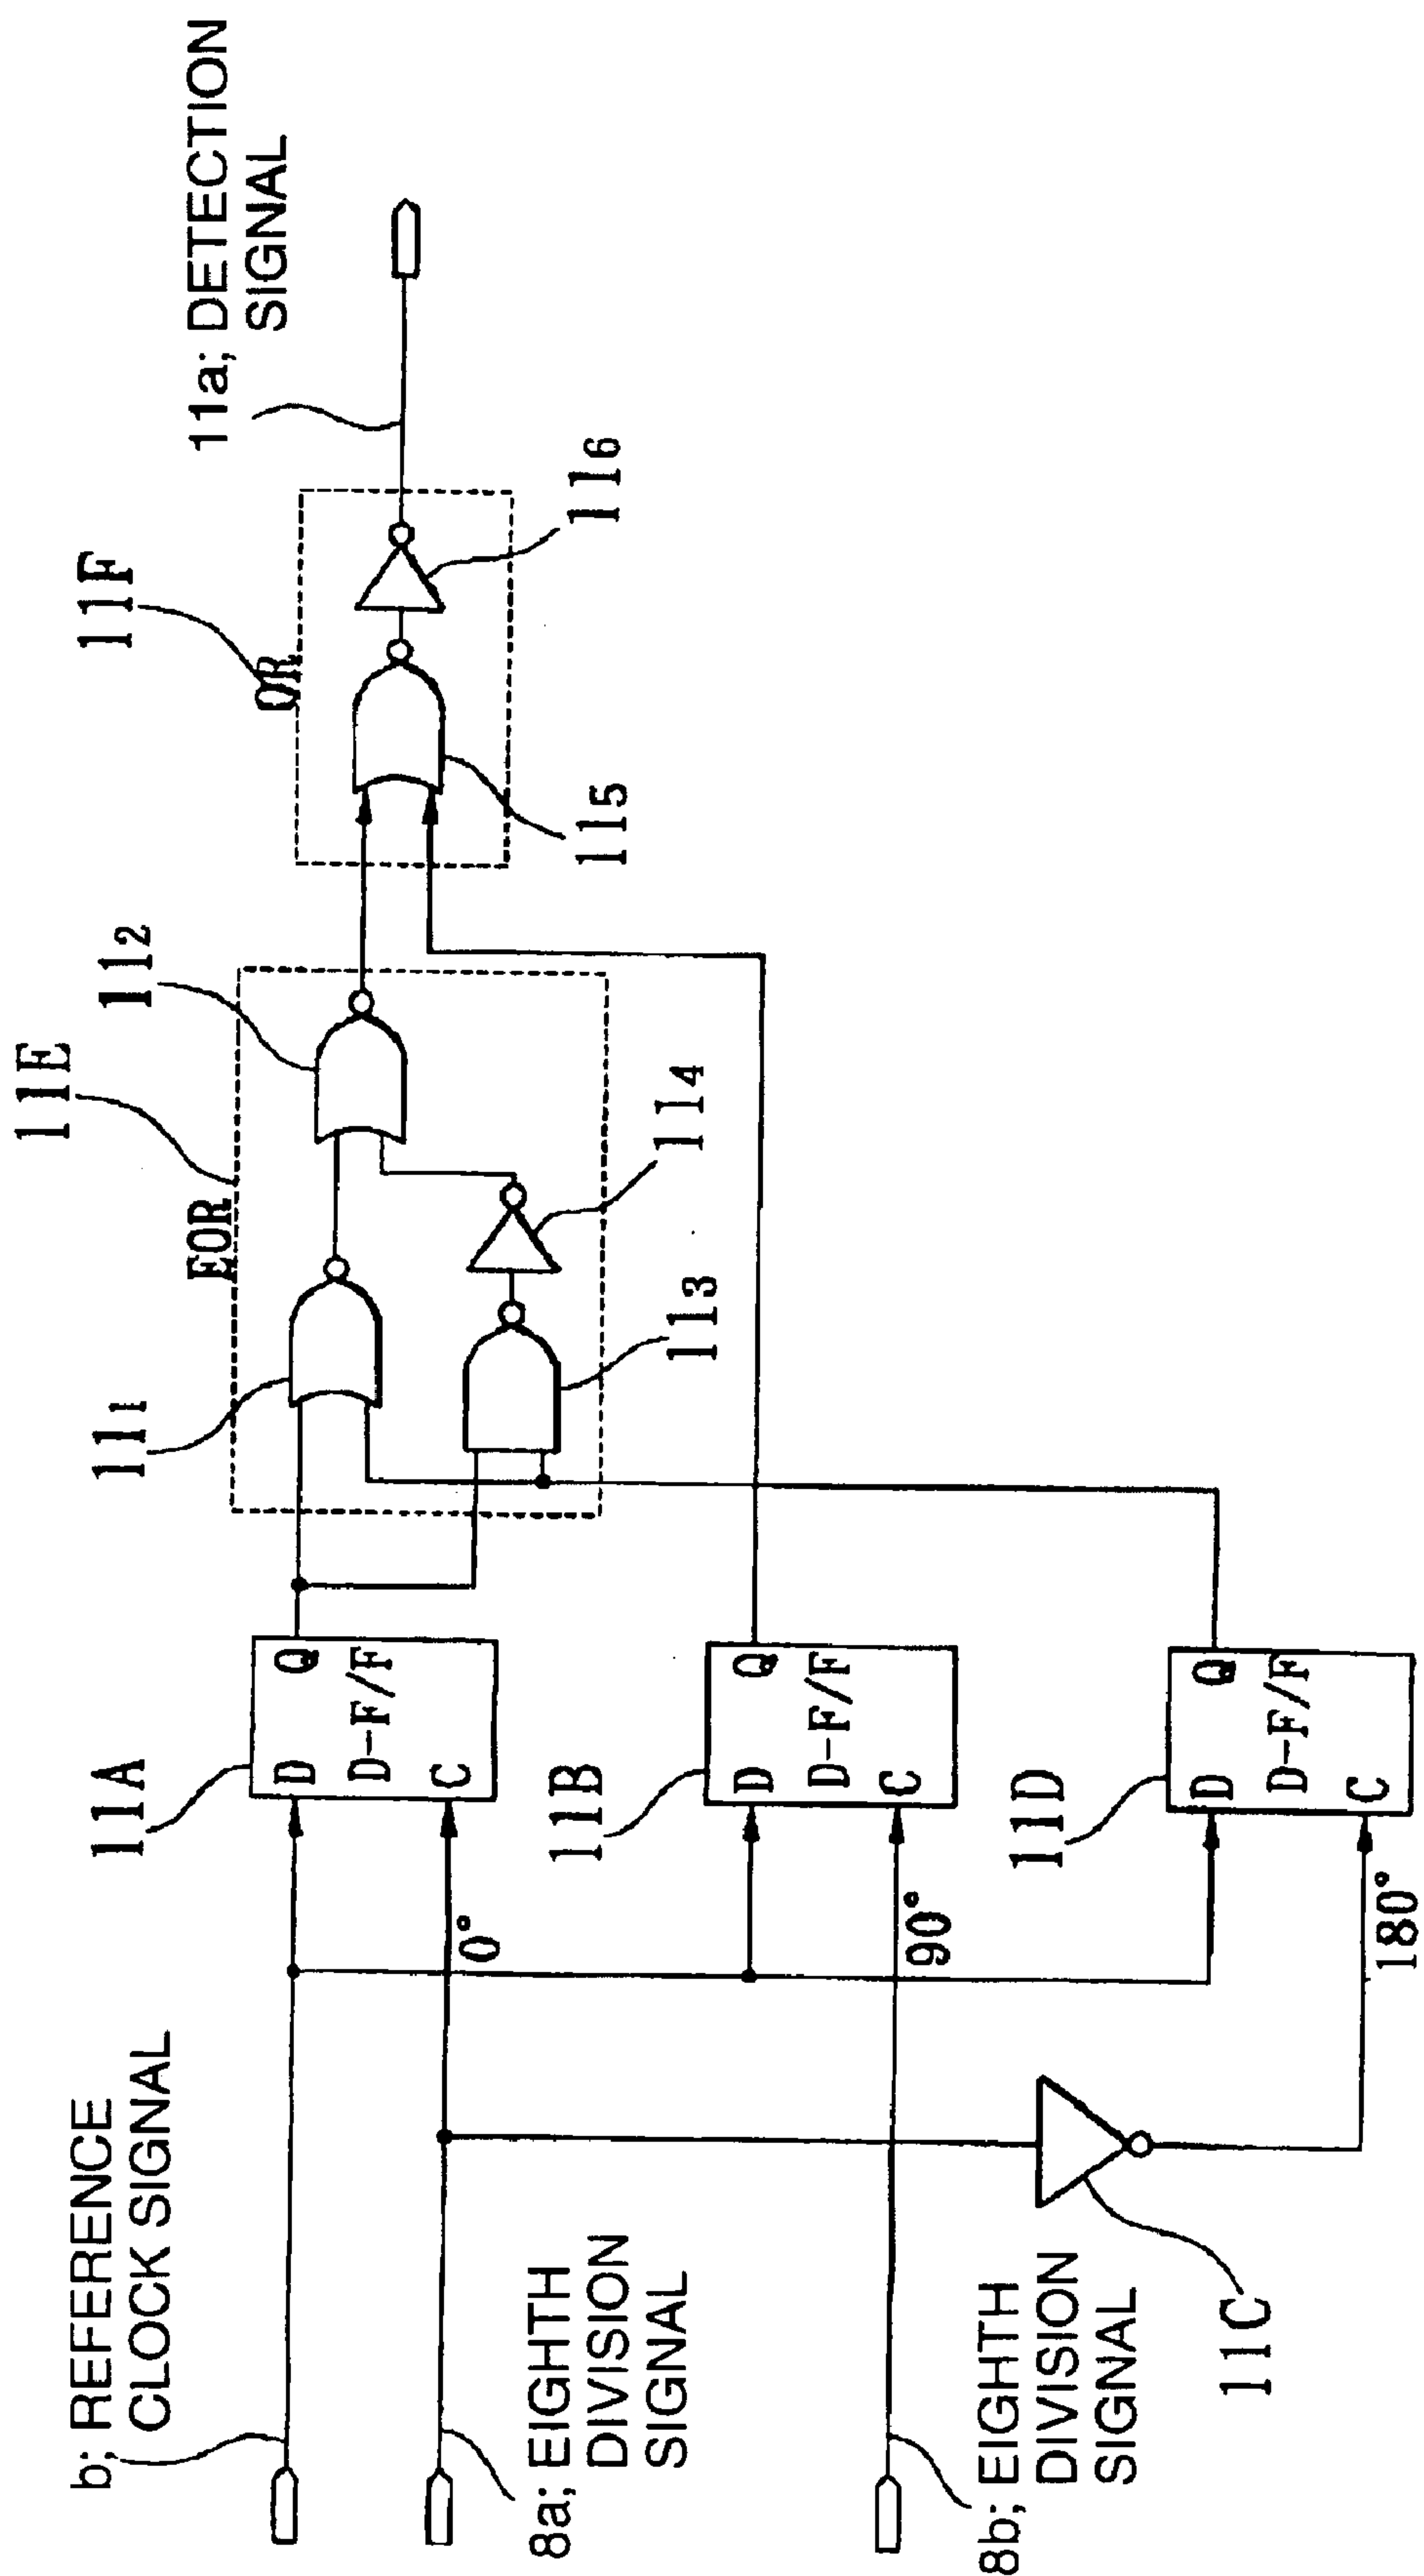 b; REFERENCE
CLOCK SIGNAL
8a; EIGHTH
DIVISION
SIGNAL
8b; EIGHTH
DIVISION
SIGNAL
11C
0°
90°
180°
11A
D
Q
D-F/F
C
11B
D
Q
D-F/F
C
11D
D
Q
D-F/F
C
11E
EOR
111
112
113
114
11F
OR
115
116
11a; DETECTION
SIGNAL